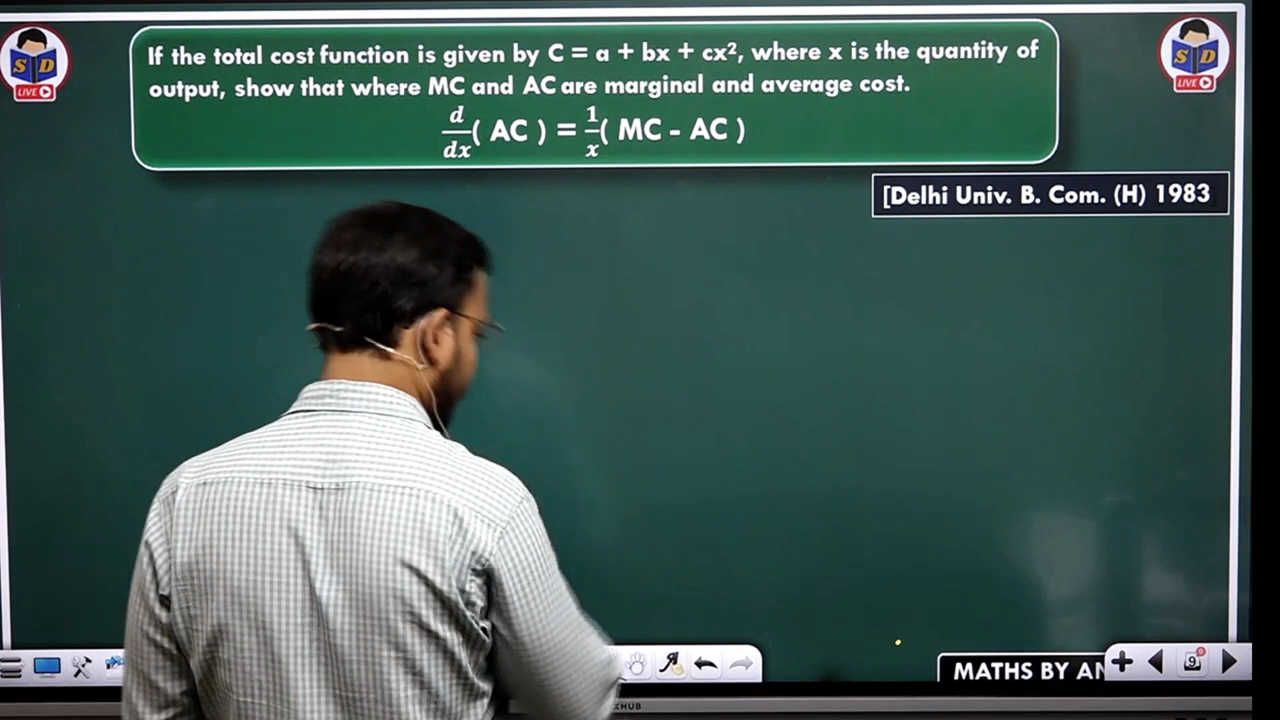 If the total cost function is given by C = a + bx + cx², where x is the quantity of
output, show that where MC and AC are marginal and average cost.
d/dx ( AC ) = 1/x ( MC - AC )
[Delhi Univ. B. Com. (H) 1983
S D
LIVE
S D
LIVE
MATHS BY AN
9